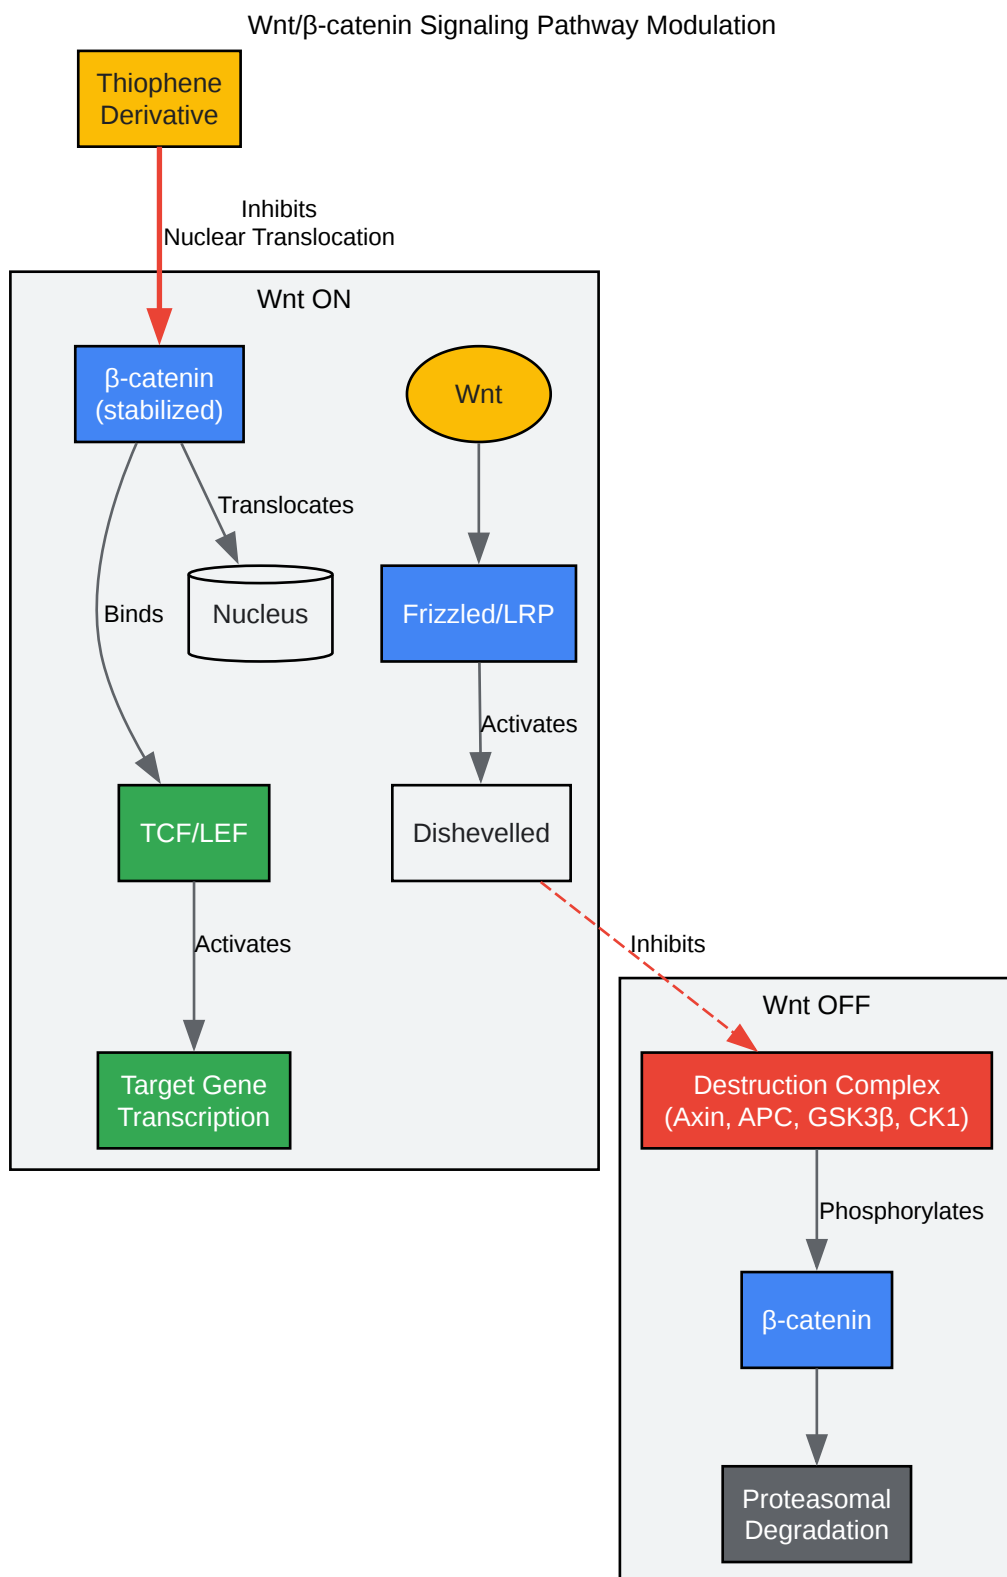 Wnt/β-catenin Signaling Pathway Modulation
Thiophene
Derivative
Inhibits
Nuclear Translocation
Wnt ON
β-catenin
(stabilized)
Wnt
Translocates
Binds
Nucleus
Frizzled/LRP
Activates
TCF/LEF
Dishevelled
Activates
Inhibits
Wnt OFF
Target Gene
Transcription
Destruction Complex
(Axin, APC, GSK3β, CK1)
Phosphorylates
β-catenin
Proteasomal
Degradation